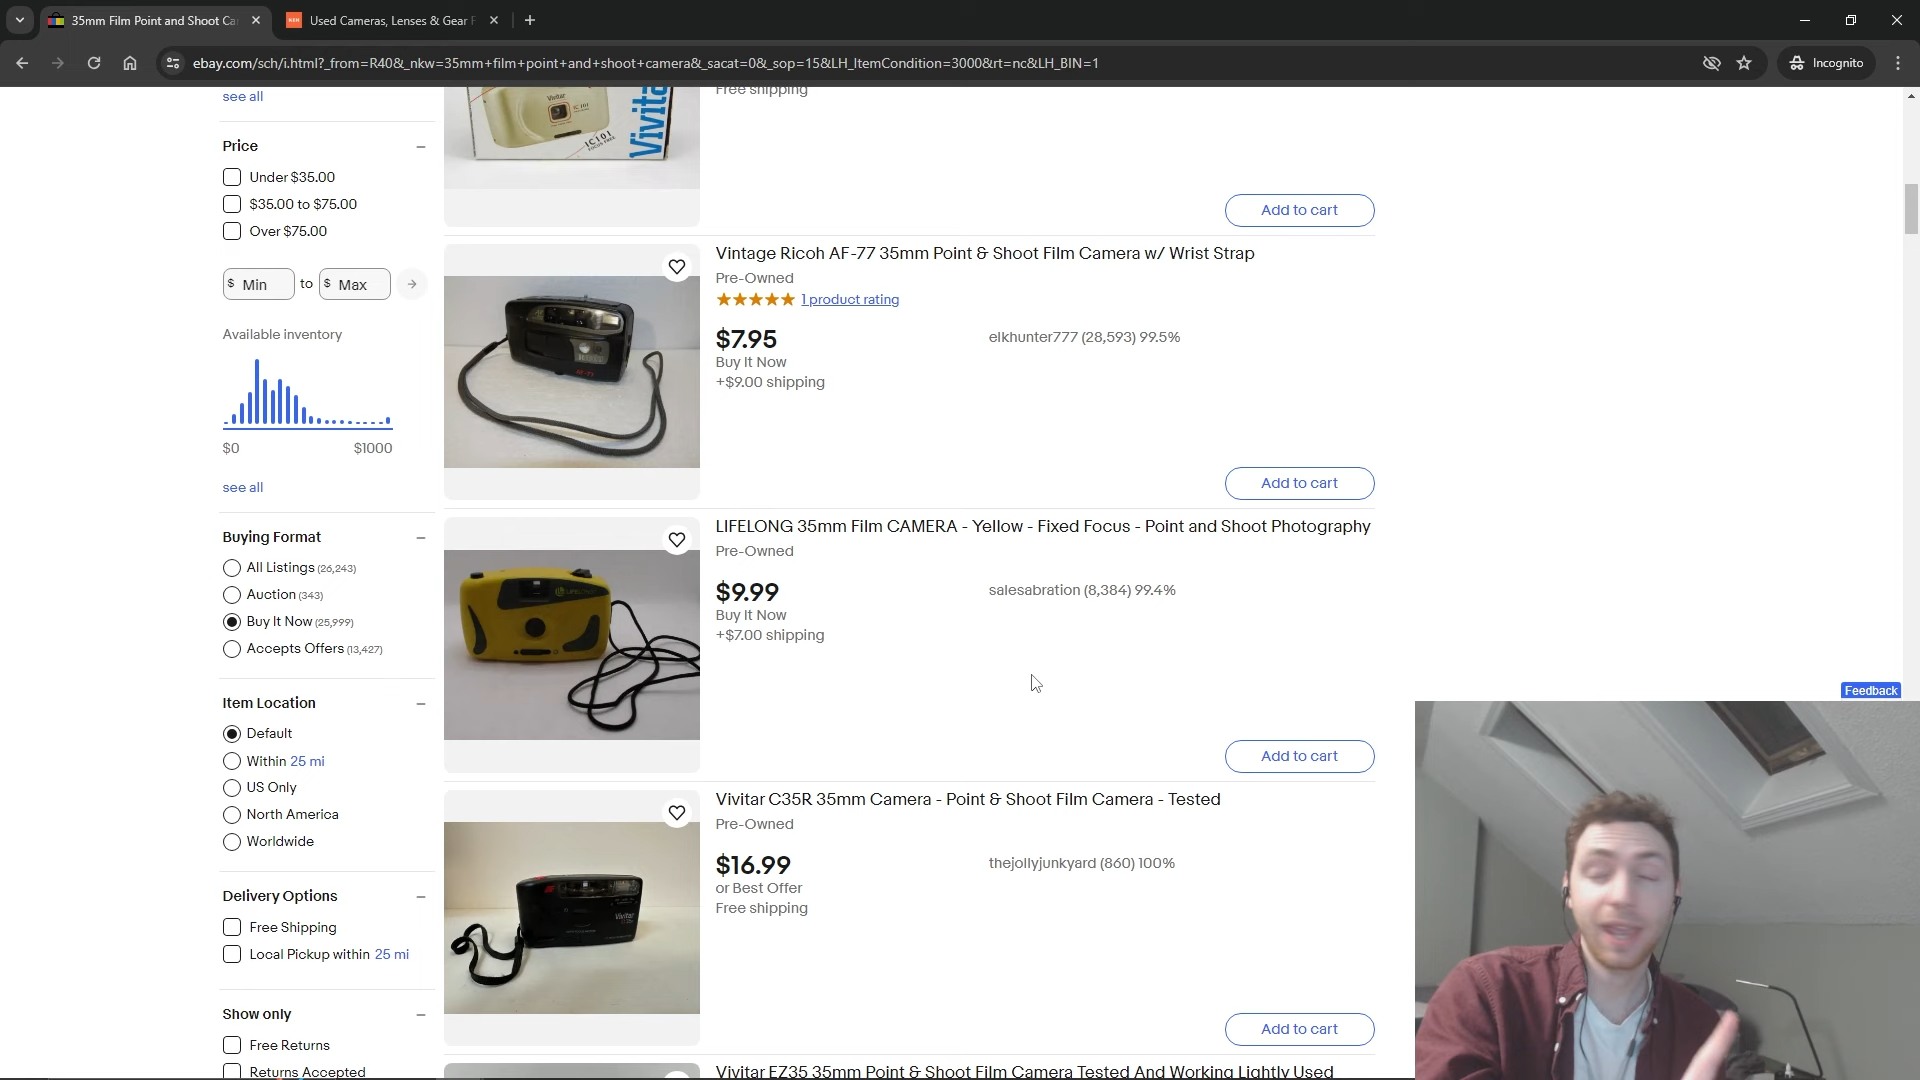 35mm Film Point and Shoot Ca
Used Cameras, Lenses & Gear F
ebay.com/sch/i.html?_from=R40&_nkw=35mm+film+point+and+shoot+camera&_sacat=0&_sop=15&LH_ItemCondition=3000&rt=nc&LH_BIN=1
Incognito
see all
Price
Under $35.00
$35.00 to $75.00
Over $75.00
$ Min to $ Max
Available inventory
$0 $1000
see all
Buying Format
All Listings (26,243)
Auction (343)
Buy It Now (25,999)
Accepts Offers (13,427)
Item Location
Default
Within 25 mi
US Only
North America
Worldwide
Delivery Options
Free Shipping
Local Pickup within 25 mi
Show only
Free Returns
Returns Accepted
Vivitar
IC 101
IC101
FOCUS FREE
Vivita
Free shipping
Add to cart
Vintage Ricoh AF-77 35mm Point & Shoot Film Camera w/ Wrist Strap
Pre-Owned
1 product rating
$7.95
Buy It Now
+$9.00 shipping
elkhunter777 (28,593) 99.5%
AF-77
Add to cart
LIFELONG 35mm Film CAMERA - Yellow - Fixed Focus - Point and Shoot Photography
Pre-Owned
$9.99
Buy It Now
+$7.00 shipping
salesabration (8,384) 99.4%
Add to cart
Vivitar C35R 35mm Camera - Point & Shoot Film Camera - Tested
Pre-Owned
$16.99
or Best Offer
Free shipping
thejollyjunkyard (860) 100%
Vivitar
Add to cart
Vivitar EZ35 35mm Point & Shoot Film Camera Tested And Working Lightly Used
Feedback